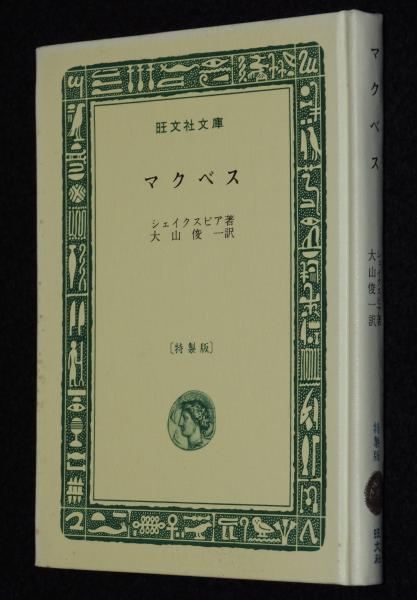 旺文社文庫
マクベス
シェイクスピア著
大山俊一訳
［特製版］
マクベス
シェイクスピア著
大山俊一訳
特製版
旺文社